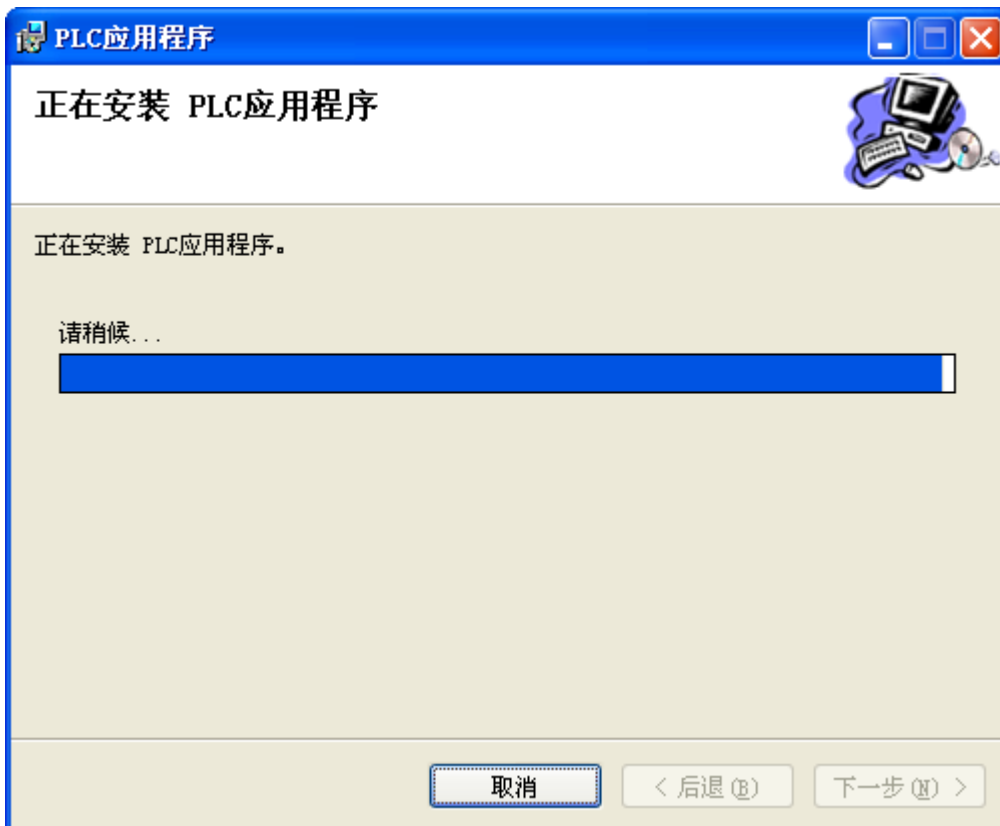 PLC应用程序
正在安装 PLC应用程序
正在安装 PLC应用程序。
请稍候...
取消
< 后退(B)
下一步(N) >